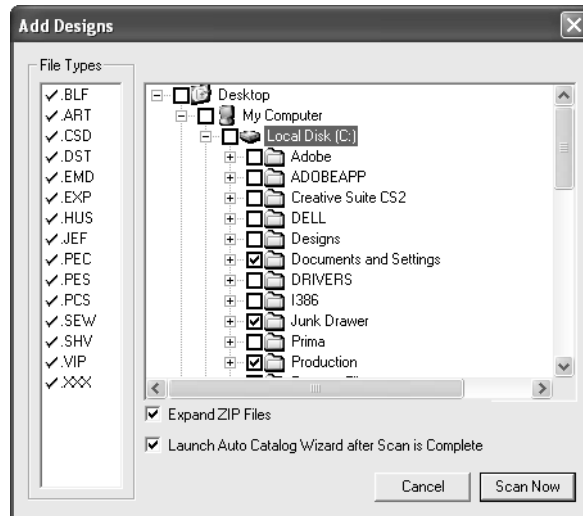 Add Designs
File Types
.BLF
.ART
.CSD
.DST
.EMD
.EXP
.HUS
.JEF
.PEC
.PES
.PCS
.SEW
.SHV
.VIP
.XXX
Desktop
My Computer
Local Disk (C:)
Adobe
ADOBEAPP
Creative Suite CS2
DELL
Designs
Documents and Settings
DRIVERS
I386
Junk Drawer
Prima
Production
Expand ZIP Files
Launch Auto Catalog Wizard after Scan is Complete
Cancel
Scan Now